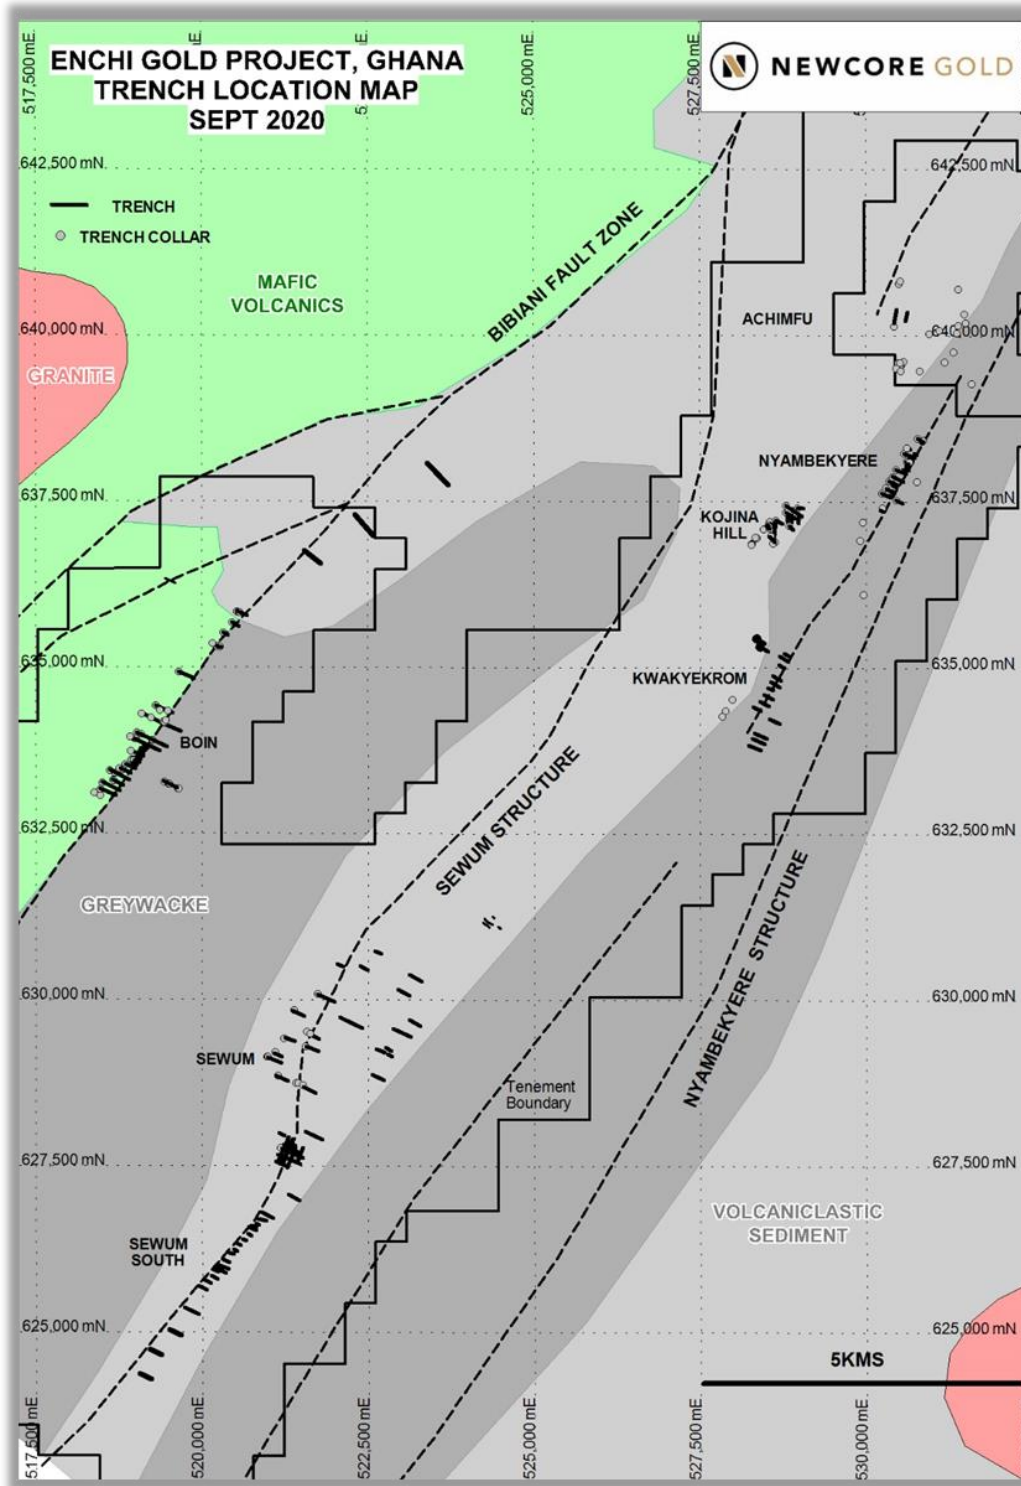 ENCHI GOLD PROJECT, GHANA
TRENCH LOCATION MAP
SEPT 2020
NEWCORE GOLD
517,500 mE
525,000 mE
527,500 mE
642,500 mN
642,500 mN
TRENCH
TRENCH COLLAR
MAFIC
VOLCANICS
BIBIANI FAULT ZONE
640,000 mN
ACHIMFU
640,000 mN
GRANITE
NYAMBEKYERE
637,500 mN
637,500 mN
KOJINA
HILL
635,000 mN
635,000 mN
KWAKYEKROM
BOIN
632,500 mN
632,500 mN
SEWUM STRUCTURE
GREYWACKE
NYAMBEKYERE STRUCTURE
630,000 mN
630,000 mN
SEWUM
Tenement
Boundary
627,500 mN
627,500 mN
VOLCANICLASTIC
SEDIMENT
SEWUM
SOUTH
625,000 mN
625,000 mN
5KMS
517,500 mE
520,000 mE
522,500 mE
525,000 mE
527,500 mE
530,000 mE